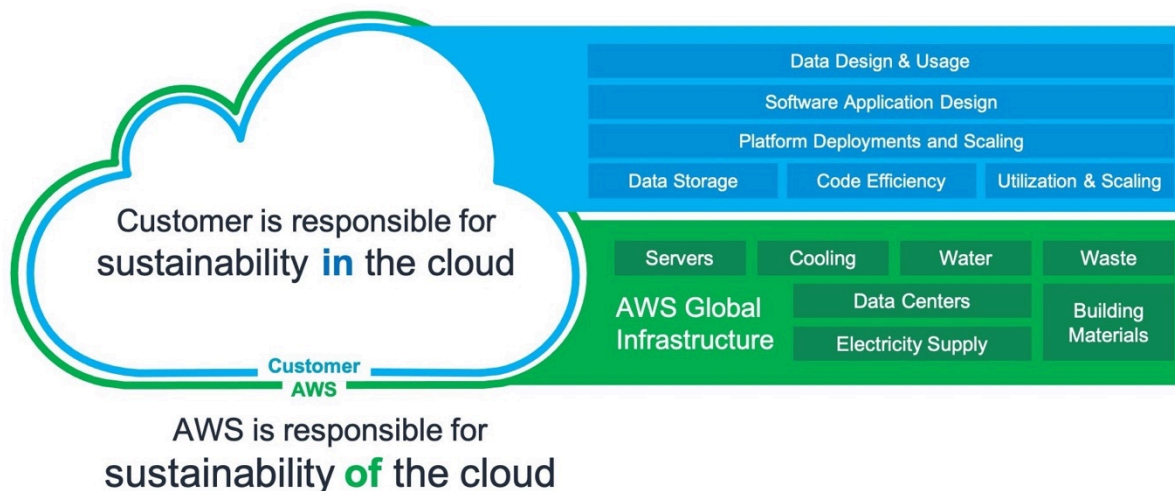 Data Design & Usage
Software Application Design
Platform Deployments and Scaling
Data Storage
Code Efficiency
Utilization & Scaling
Customer is responsible for
sustainability in the cloud
Servers
Cooling
Water
Waste
AWS Global
Infrastructure
Data Centers
Electricity Supply
Building
Materials
Customer
AWS
AWS is responsible for
sustainability of the cloud